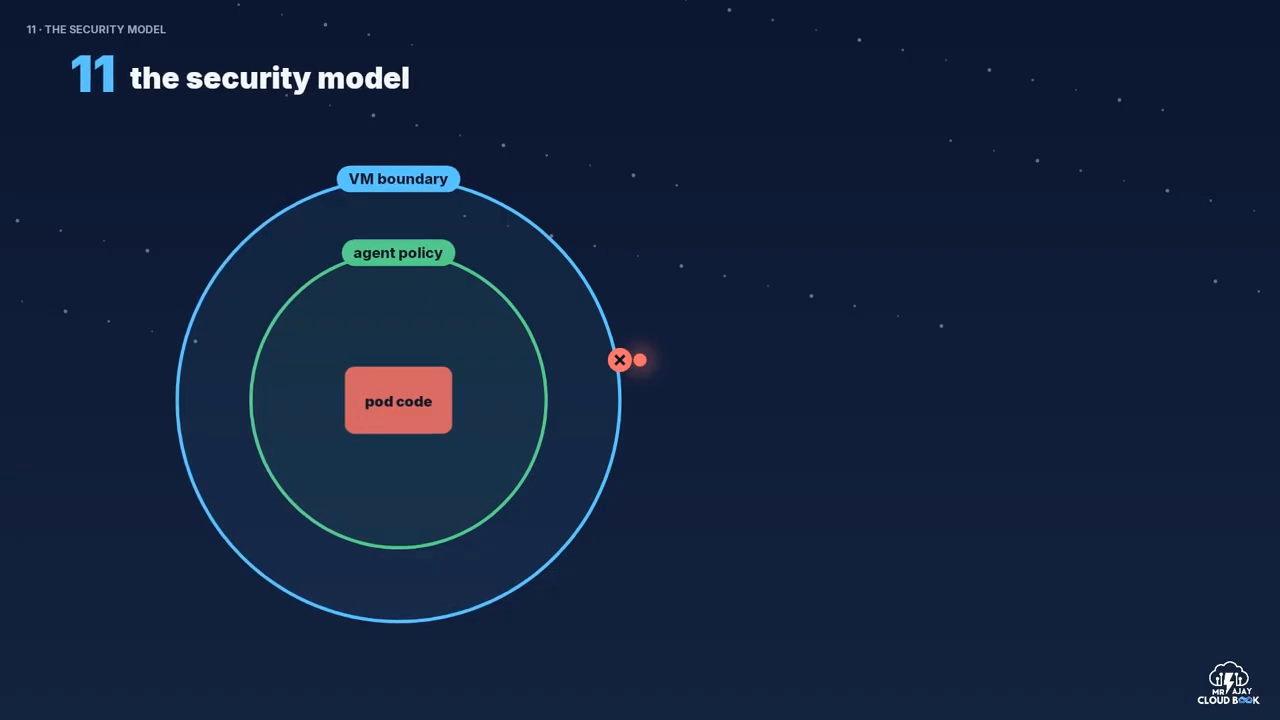 11 · THE SECURITY MODEL
11 the security model
VM boundary
agent policy
pod code
MR AJAY
CLOUD BOOK